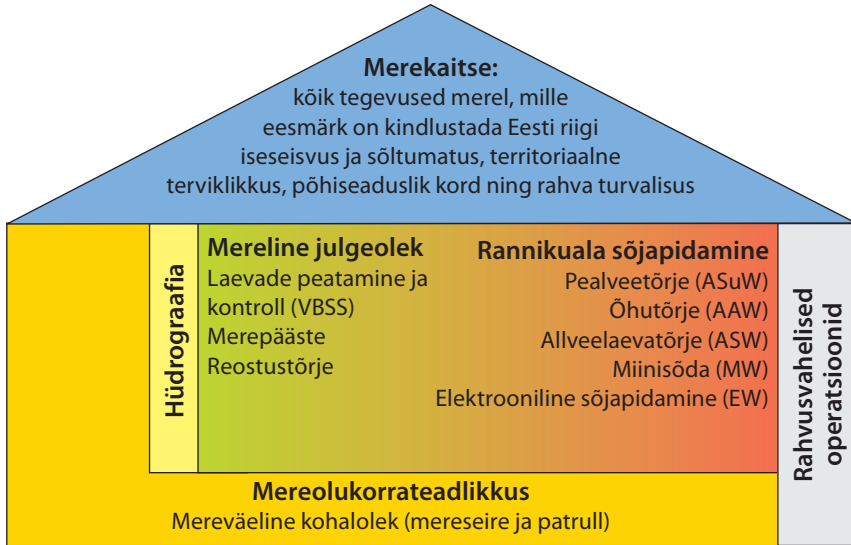 Merekaitse:
kõik tegevused merel, mille
eesmärk on kindlustada Eesti riigi
iseseisvus ja sõltumatus, territoriaalne
terviklikkus, põhiseaduslik kord ning rahva turvalisus
Hüdrograafia
Mereline julgeolek
Laevade peatamine ja
kontroll (VBSS)
Merepääste
Reostustõrje
Rannikuala sõjapidamine
Pealveetõrje (ASuW)
Õhutõrje (AAW)
Allveelaevatõrje (ASW)
Miinisõda (MW)
Elektrooniline sõjapidamine (EW)
Rahvusvahelised
operatsioonid
Mereolukorrateadlikkus
Mereväeline kohalolek (mereseire ja patrull)